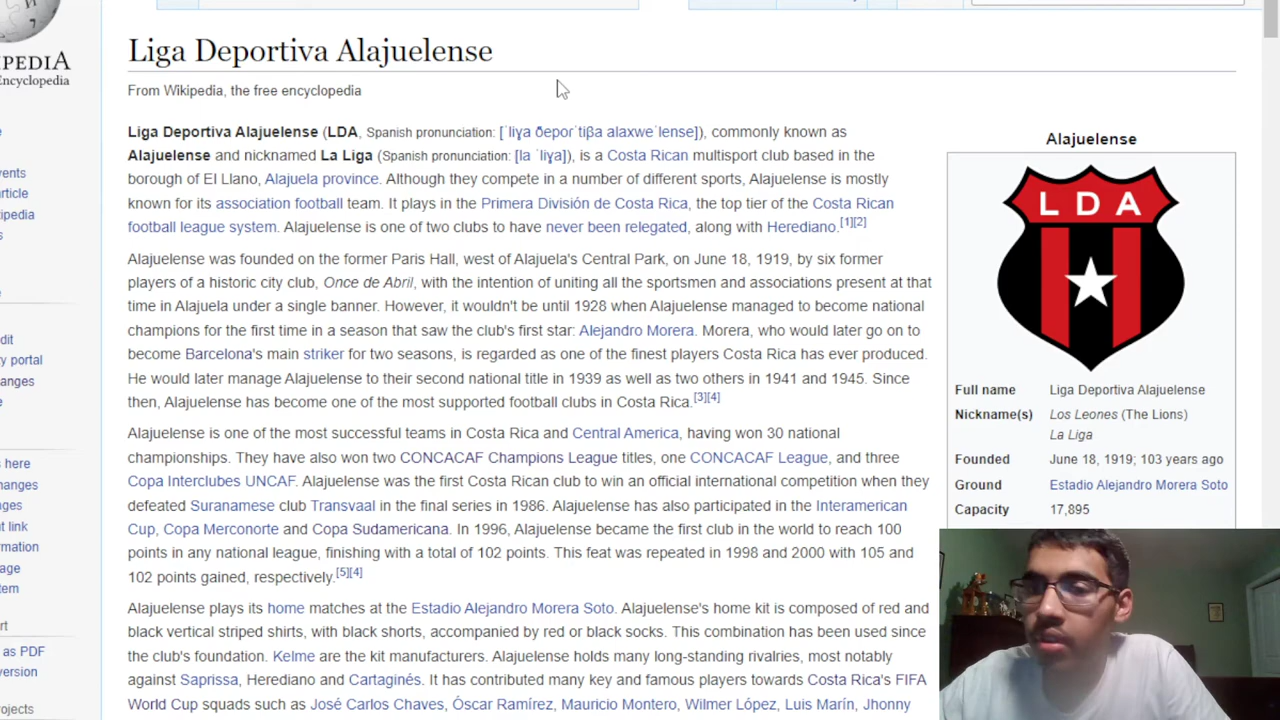 PEDIA
Encyclopedia
Liga Deportiva Alajuelense
From Wikipedia, the free encyclopedia
Liga Deportiva Alajuelense (LDA, Spanish pronunciation: [ˈliɣa ðepoɾˈtiβa alaxweˈlense]), commonly known as
Alajuelense and nicknamed La Liga (Spanish pronunciation: [la ˈliɣa]), is a Costa Rican multisport club based in the
borough of El Llano, Alajuela province. Although they compete in a number of different sports, Alajuelense is mostly
known for its association football team. It plays in the Primera División de Costa Rica, the top tier of the Costa Rican
football league system. Alajuelense is one of two clubs to have never been relegated, along with Herediano.[1][2]
Alajuelense was founded on the former Paris Hall, west of Alajuela's Central Park, on June 18, 1919, by six former
players of a historic city club, Once de Abril, with the intention of uniting all the sportsmen and associations present at that
time in Alajuela under a single banner. However, it wouldn't be until 1928 when Alajuelense managed to become national
champions for the first time in a season that saw the club's first star: Alejandro Morera. Morera, who would later go on to
become Barcelona's main striker for two seasons, is regarded as one of the finest players Costa Rica has ever produced.
He would later manage Alajuelense to their second national title in 1939 as well as two others in 1941 and 1945. Since
then, Alajuelense has become one of the most supported football clubs in Costa Rica.[3][4]
Alajuelense is one of the most successful teams in Costa Rica and Central America, having won 30 national
championships. They have also won two CONCACAF Champions League titles, one CONCACAF League, and three
Copa Interclubes UNCAF. Alajuelense was the first Costa Rican club to win an official international competition when they
defeated Suranamese club Transvaal in the final series in 1986. Alajuelense has also participated in the Interamerican
Cup, Copa Merconorte and Copa Sudamericana. In 1996, Alajuelense became the first club in the world to reach 100
points in any national league, finishing with a total of 102 points. This feat was repeated in 1998 and 2000 with 105 and
102 points gained, respectively.[5][4]
Alajuelense plays its home matches at the Estadio Alejandro Morera Soto. Alajuelense's home kit is composed of red and
black vertical striped shirts, with black shorts, accompanied by red or black socks. This combination has been used since
the club's foundation. Kelme are the kit manufacturers. Alajuelense holds many long-standing rivalries, most notably
against Saprissa, Herediano and Cartaginés. It has contributed many key and famous players towards Costa Rica's FIFA
World Cup squads such as José Carlos Chaves, Óscar Ramírez, Mauricio Montero, Wilmer López, Luis Marín, Jhonny
Alajuelense
LDA
Full name Liga Deportiva Alajuelense
Nickname(s) Los Leones (The Lions)
La Liga
Founded June 18, 1919; 103 years ago
Ground Estadio Alejandro Morera Soto
Capacity 17,895
vents
rticle
ipedia
s
dit
y portal
anges
here
hanges
ges
t link
rmation
age
tem
rt
as PDF
version
rojects